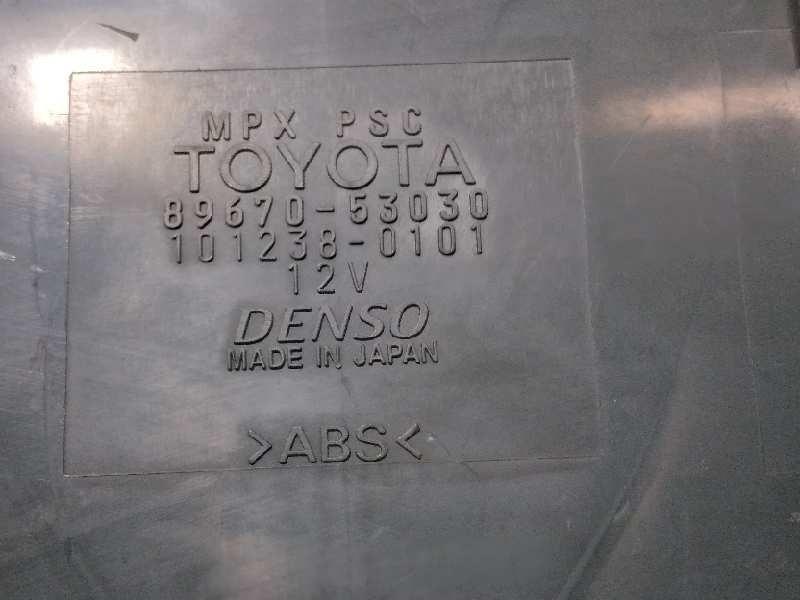 MPX PSC
TOYOTA
89670-53030
101238-0101
12V
DENSO
MADE IN JAPAN
>ABS<